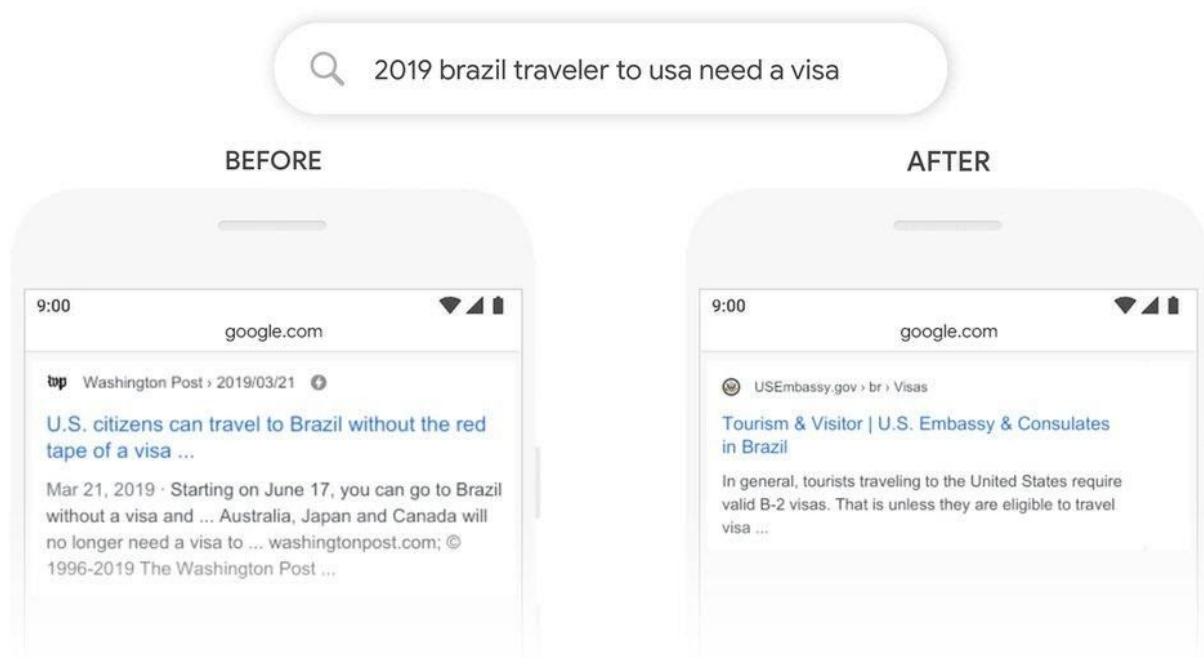 2019 brazil traveler to usa need a visa
BEFORE
9:00
google.com
wp Washington Post › 2019/03/21
U.S. citizens can travel to Brazil without the red
tape of a visa ...
Mar 21, 2019 · Starting on June 17, you can go to Brazil
without a visa and ... Australia, Japan and Canada will
no longer need a visa to ... washingtonpost.com; ©
1996-2019 The Washington Post ...
AFTER
9:00
google.com
USEmbassy.gov › br › Visas
Tourism & Visitor | U.S. Embassy & Consulates
in Brazil
In general, tourists traveling to the United States require
valid B-2 visas. That is unless they are eligible to travel
visa ...